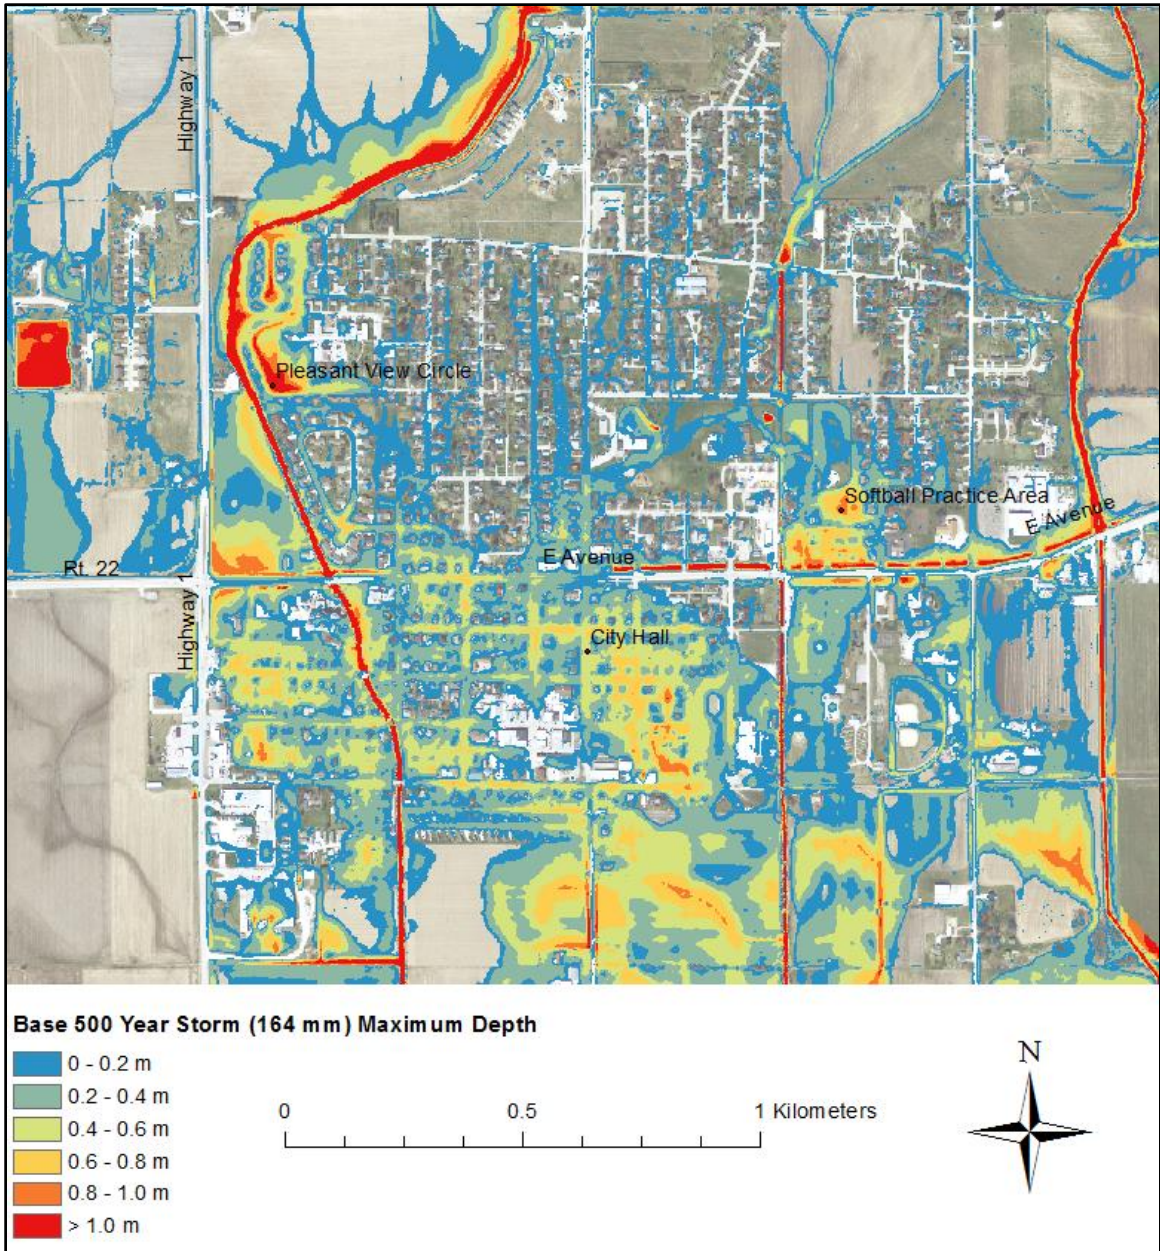 Highway 1
Pleasant View Circle
Softball Practice Area
E Avenue
E Avenue
Rt. 22
Highway 1
City Hall
Base 500 Year Storm (164 mm) Maximum Depth
0 - 0.2 m
0.2 - 0.4 m
0.4 - 0.6 m
0.6 - 0.8 m
0.8 - 1.0 m
> 1.0 m
0 0.5 1 Kilometers
N